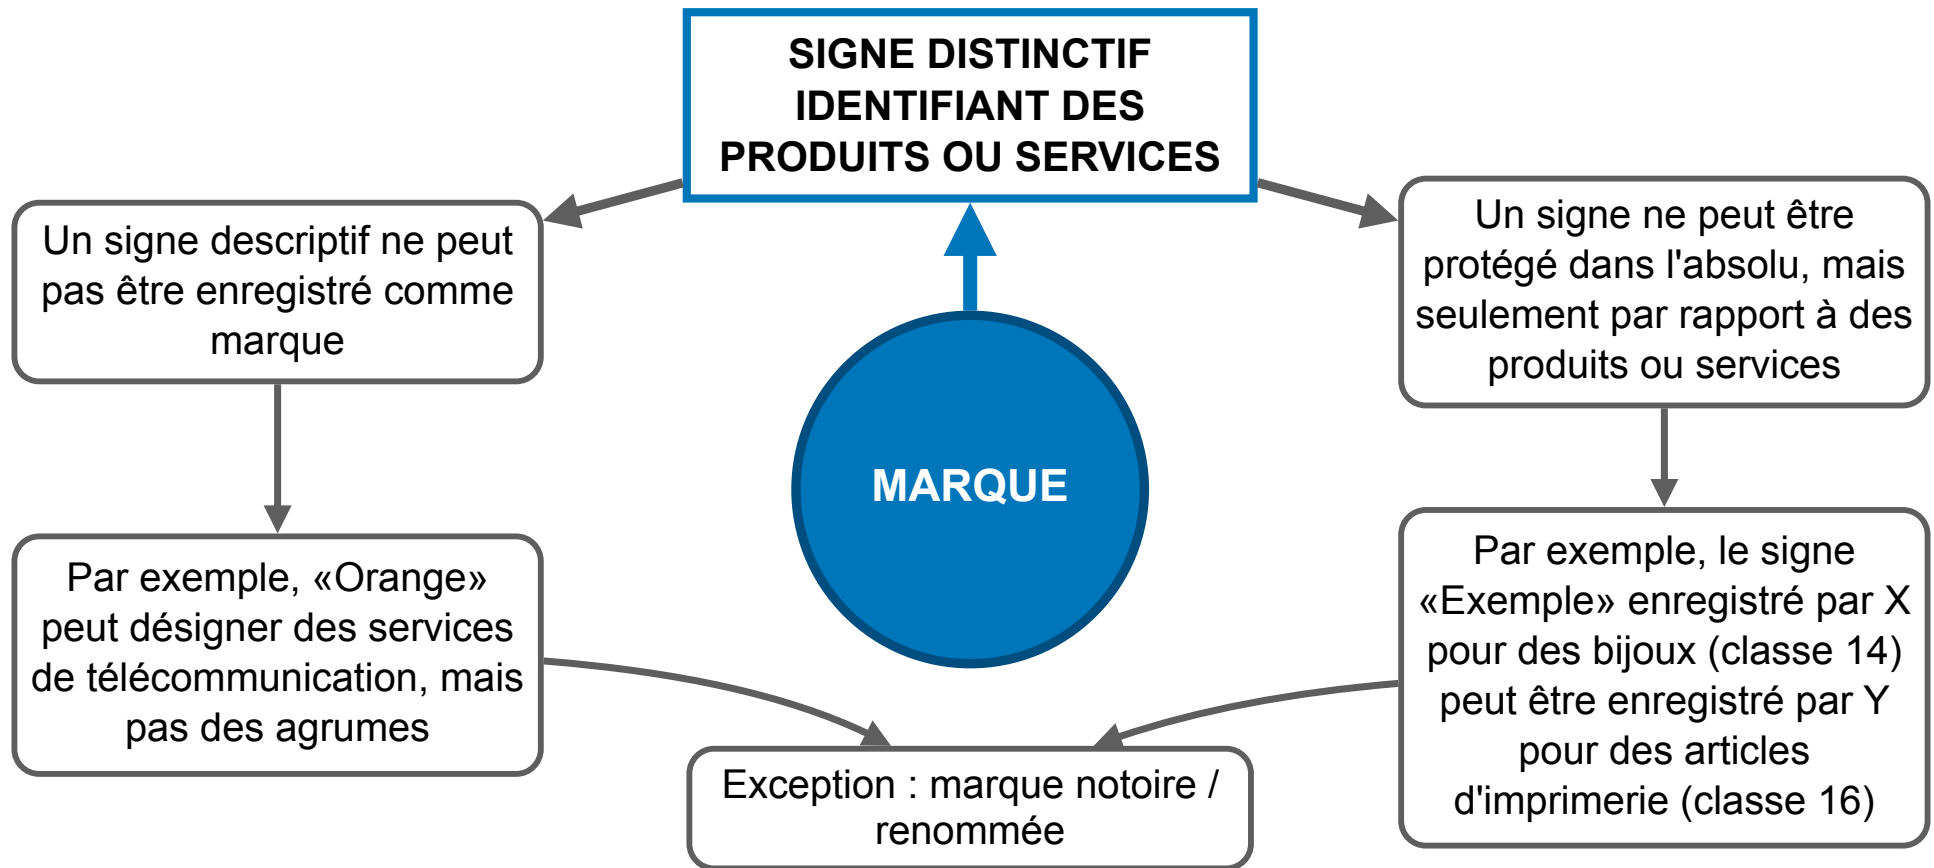 SIGNE DISTINCTIF
IDENTIFIANT DES
PRODUITS OU SERVICES
Un signe descriptif ne peut
pas être enregistré comme
marque
Un signe ne peut être
protégé dans l'absolu, mais
seulement par rapport à des
produits ou services
MARQUE
Par exemple, «Orange»
peut désigner des services
de télécommunication, mais
pas des agrumes
Par exemple, le signe
«Exemple» enregistré par X
pour des bijoux (classe 14)
peut être enregistré par Y
pour des articles
d'imprimerie (classe 16)
Exception : marque notoire /
renommée